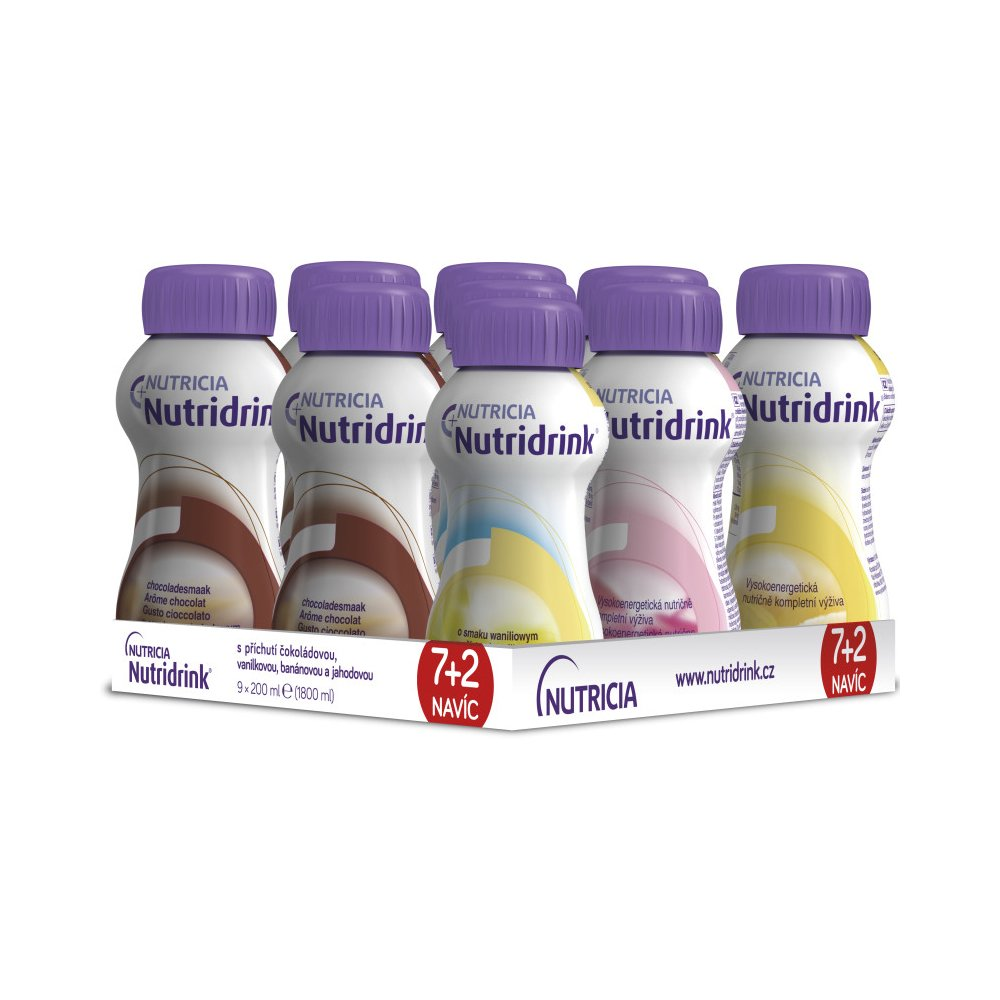 NUTRICIA
Nutridrink
chocoladesmaak
Arôme chocolat
Gusto cioccolato
NUTRICIA
Nutridrink
chocoladesmaak
Arôme chocolat
Gusto cioccolato
NUTRICIA
Nutridrink®
o smaku waniliowym
NUTRICIA
Nutridrink
Vysokoenergetická nutričně
kompletní výživa
NUTRICIA
Nutridrink
Vysokoenergetická
nutričně kompletní výživa
NUTRICIA
Nutridrink®
s příchutí čokoládovou,
vanilkovou, banánovou a jahodovou
9 x 200 ml ℮ (1800 ml)
7+2
NAVÍC
NUTRICIA
www.nutridrink.cz
7+2
NAVÍC